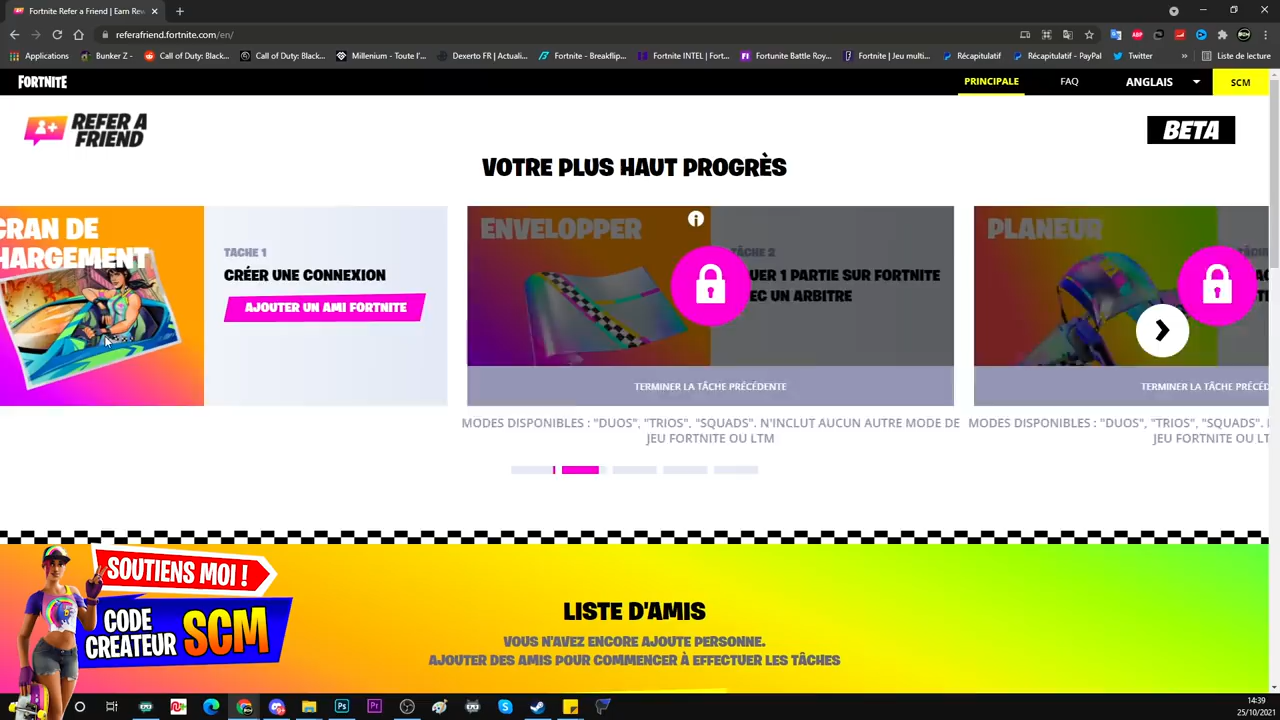 Fortnite Refer a Friend | Earn Rew
referafriend.fortnite.com/en/
Applications
Bunker Z -
Call of Duty: Black...
Call of Duty: Black...
Millenium - Toute l'...
Dexerto FR | Actuali...
Fortnite - Breakflip...
Fortnite INTEL | Fort...
Fortunite Battle Roy...
Fortnite | Jeu multi...
Récapitulatif
Récapitulatif - PayPal
Twitter
Liste de lecture
FORTNITE
PRINCIPALE
FAQ
ANGLAIS
SCM
REFER A
FRIEND
BETA
VOTRE PLUS HAUT PROGRÈS
CRAN DE
HARGEMENT
TACHE 1
CRÉER UNE CONNEXION
AJOUTER UN AMI FORTNITE
ENVELOPPER
TÂCHE 2
UER 1 PARTIE SUR FORTNITE
EC UN ARBITRE
TERMINER LA TÂCHE PRÉCÉDENTE
MODES DISPONIBLES : "DUOS", "TRIOS". "SQUADS". N'INCLUT AUCUN AUTRE MODE DE
JEU FORTNITE OU LTM
PLANEUR
TERMINER LA TÂCHE PRÉCÉD
MODES DISPONIBLES : "DUOS", "TRIOS", "SQUADS".
JEU FORTNITE OU LT
SOUTIENS MOI !
CODE
CREATEUR SCM
LISTE D'AMIS
VOUS N'AVEZ ENCORE AJOUTE PERSONNE.
AJOUTER DES AMIS POUR COMMENCER À EFFECTUER LES TÂCHES
14:39
25/10/2021